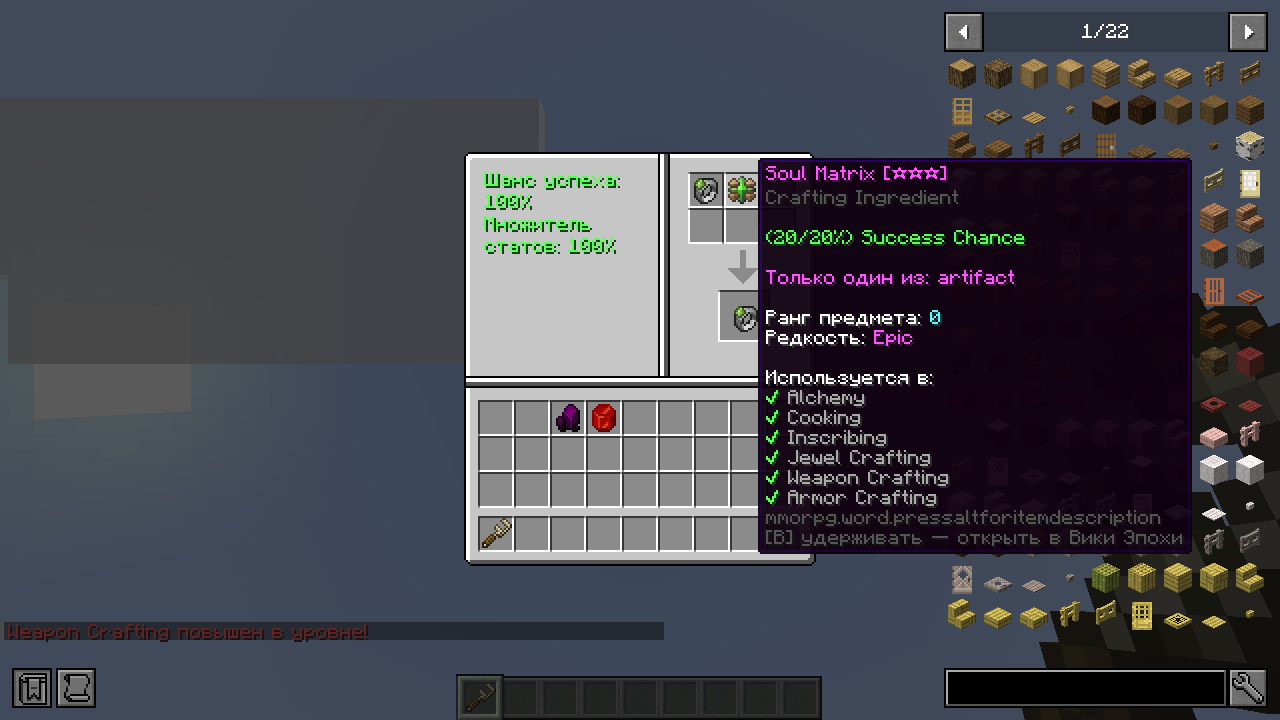 1/22
Шанс успеха:
100%
Множитель
статов: 100%
Soul Matrix [☆☆☆]
Crafting Ingredient
(20/20%) Success Chance
Только один из: artifact
Ранг предмета: 0
Редкость: Epic
Используется в:
✓ Alchemy
✓ Cooking
✓ Inscribing
✓ Jewel Crafting
✓ Weapon Crafting
✓ Armor Crafting
mmorpg.word.pressaltforitemdescription
[B] удерживать — открыть в Вики Эпохи
Weapon Crafting повышен в уровне!